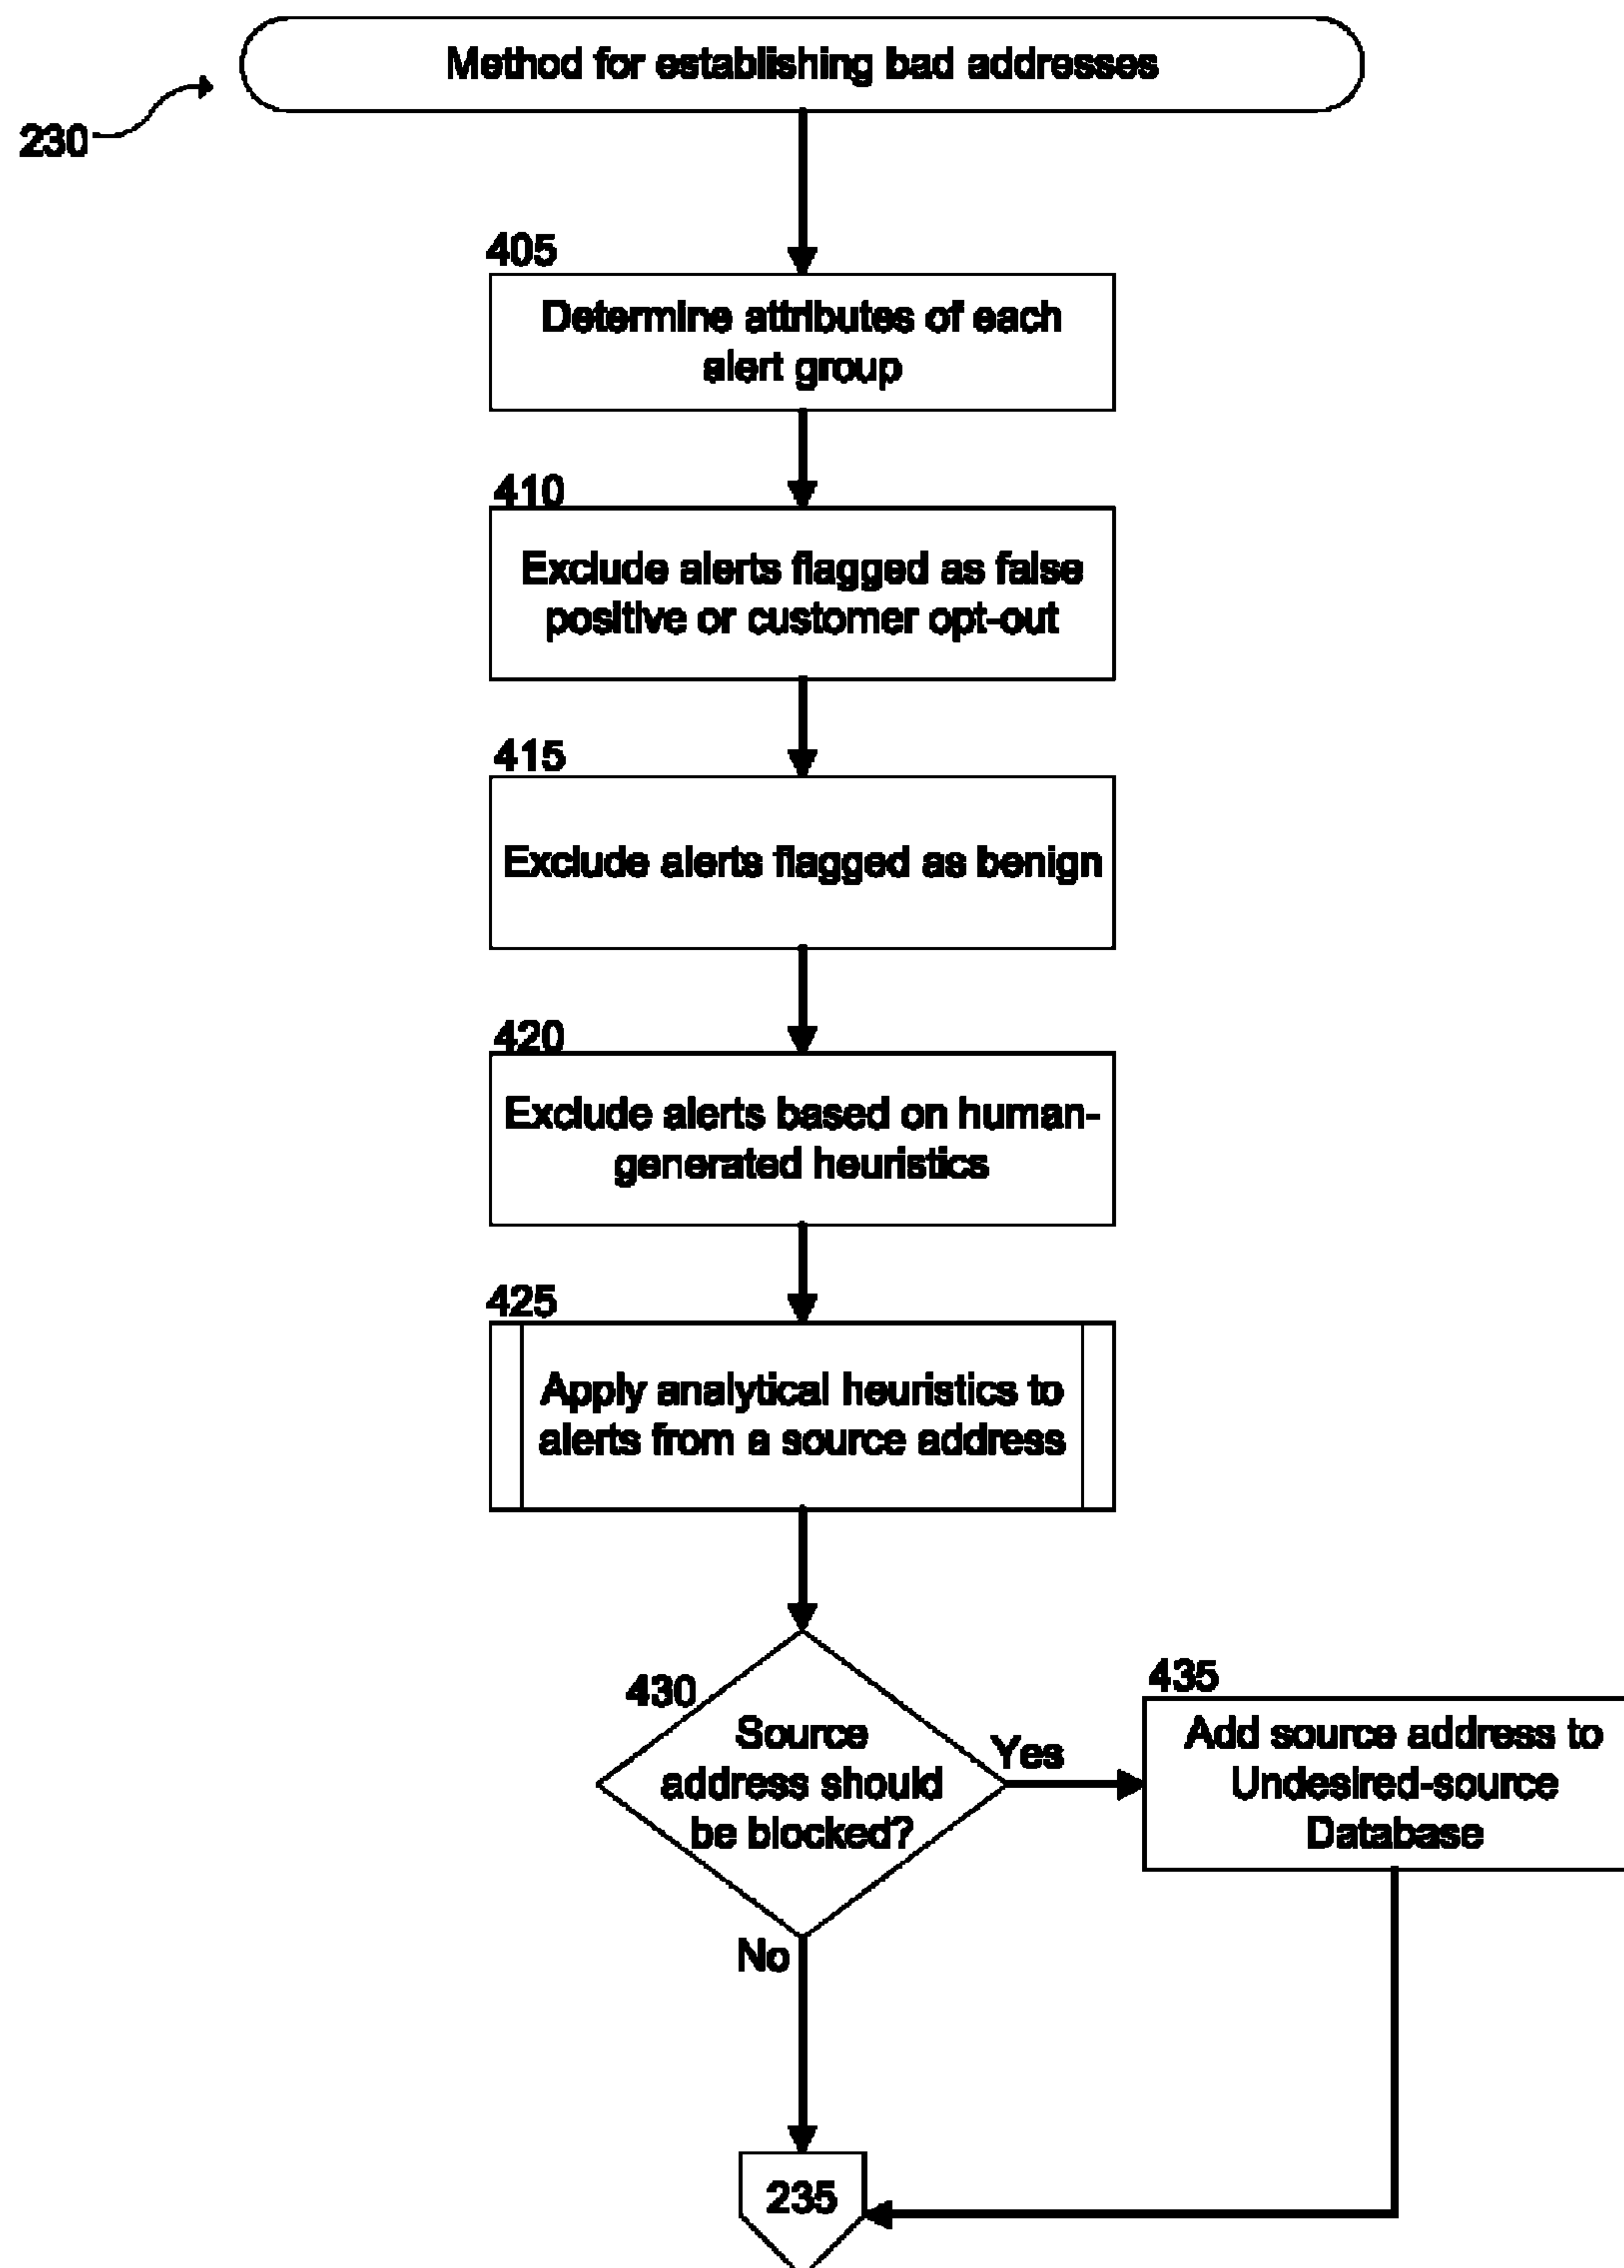 Method for establishing bad addresses
230
405
Determine attributes of each
alert group
410
Exclude alerts flagged as false
positive or customer opt-out
415
Exclude alerts flagged as benign
420
Exclude alerts based on human-
generated heuristics
425
Apply analytical heuristics to
alerts from a source address
430
Source
address should
be blocked?
Yes
435
Add source address to
Undesired-source
Database
No
235